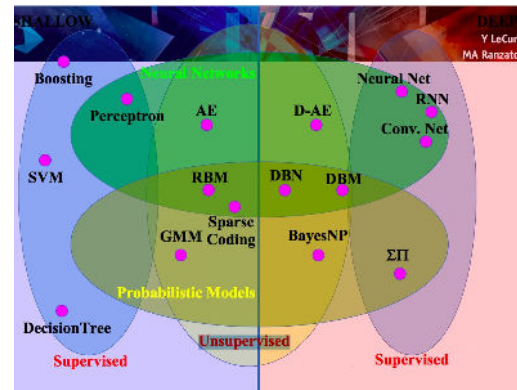 SHALLOW
DEEP
Y LeCun
MA Ranzato
Boosting
Neural Networks
Neural Net
RNN
Perceptron
AE
D-AE
Conv. Net
SVM
RBM
DBN
DBM
Sparse
Coding
GMM
BayesNP
ΣΠ
Probabilistic Models
DecisionTree
Unsupervised
Supervised
Supervised